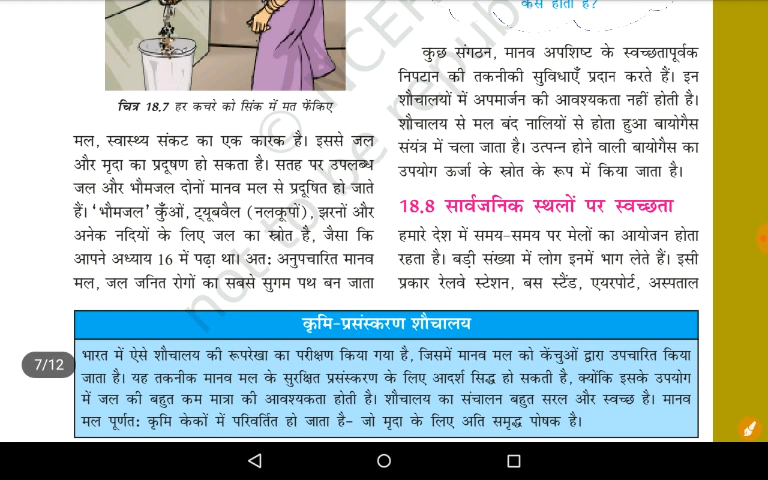 कैसे होता है?
चित्र 18.7 हर कचरे को सिंक में मत फेंकिए
मल, स्वास्थ्य संकट का एक कारक है। इससे जल
और मृदा का प्रदूषण हो सकता है। सतह पर उपलब्ध
जल और भौमजल दोनों मानव मल से प्रदूषित हो जाते
हैं। ‘भौमजल’ कुँओं, ट्यूबवैल (नलकूपों), झरनों और
अनेक नदियों के लिए जल का स्रोत है, जैसा कि
आपने अध्याय 16 में पढ़ा था। अत: अनुपचारित मानव
मल, जल जनित रोगों का सबसे सुगम पथ बन जाता
कुछ संगठन, मानव अपशिष्ट के स्वच्छतापूर्वक
निपटान की तकनीकी सुविधाएँ प्रदान करते हैं। इन
शौचालयों में अपमार्जन की आवश्यकता नहीं होती है।
शौचालय से मल बंद नालियों से होता हुआ बायोगैस
संयंत्र में चला जाता है। उत्पन्न होने वाली बायोगैस का
उपयोग ऊर्जा के स्रोत के रूप में किया जाता है।
18.8 सार्वजनिक स्थलों पर स्वच्छता
हमारे देश में समय-समय पर मेलों का आयोजन होता
रहता है। बड़ी संख्या में लोग इनमें भाग लेते हैं। इसी
प्रकार रेलवे स्टेशन, बस स्टैंड, एयरपोर्ट, अस्पताल
कृमि-प्रसंस्करण शौचालय
भारत में ऐसे शौचालय की रूपरेखा का परीक्षण किया गया है, जिसमें मानव मल को केंचुओं द्वारा उपचारित किया
जाता है। यह तकनीक मानव मल के सुरक्षित प्रसंस्करण के लिए आदर्श सिद्ध हो सकती है, क्योंकि इसके उपयोग
में जल की बहुत कम मात्रा की आवश्यकता होती है। शौचालय का संचालन बहुत सरल और स्वच्छ है। मानव
मल पूर्णत: कृमि केकों में परिवर्तित हो जाता है- जो मृदा के लिए अति समृद्ध पोषक है।
7/12
© NCER
not to be republ